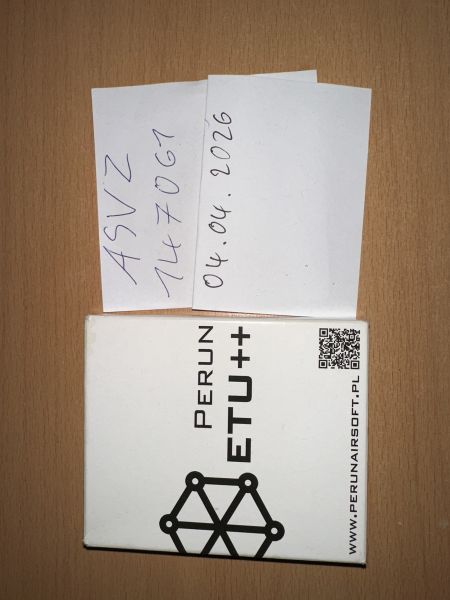 ASVZ
147061
04.04.2026
PERUN
ETU++
WWW.PERUNAIRSOFT.PL